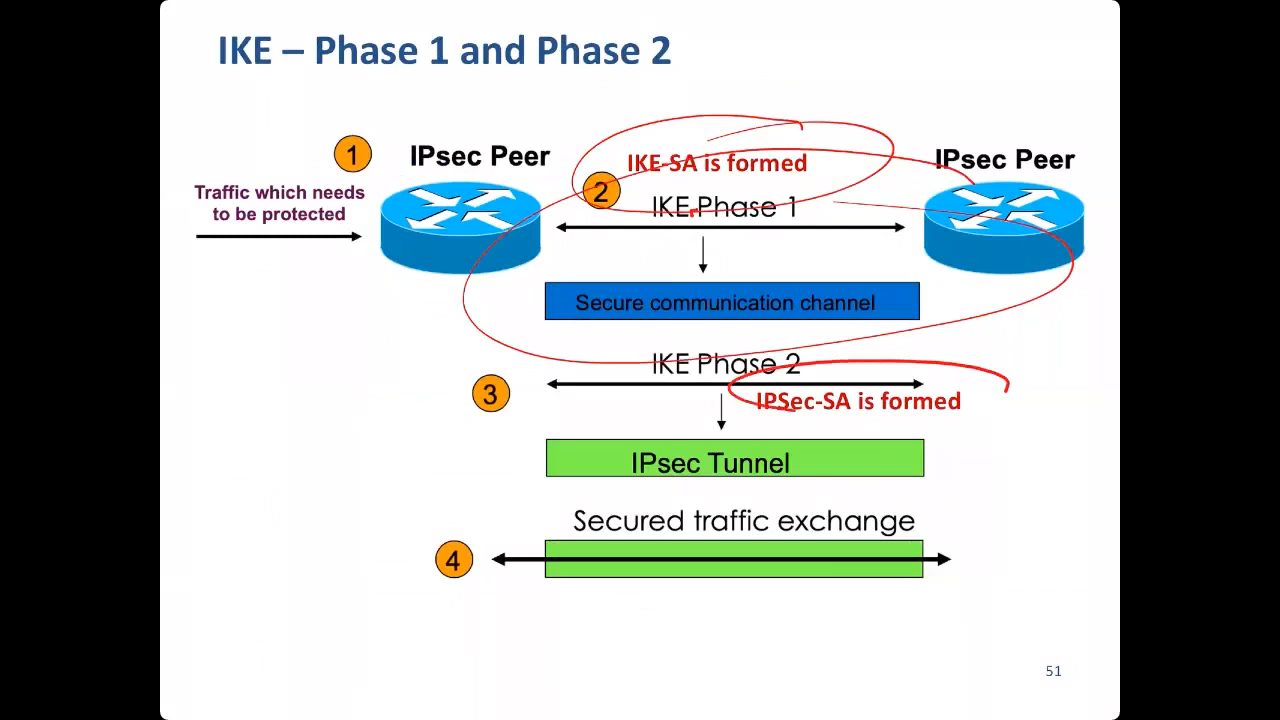 IKE – Phase 1 and Phase 2
1
IPsec Peer
IKE-SA is formed
IPsec Peer
Traffic which needs
to be protected
2
IKE Phase 1
Secure communication channel
IKE Phase 2
3
IPSec-SA is formed
IPsec Tunnel
Secured traffic exchange
4
51